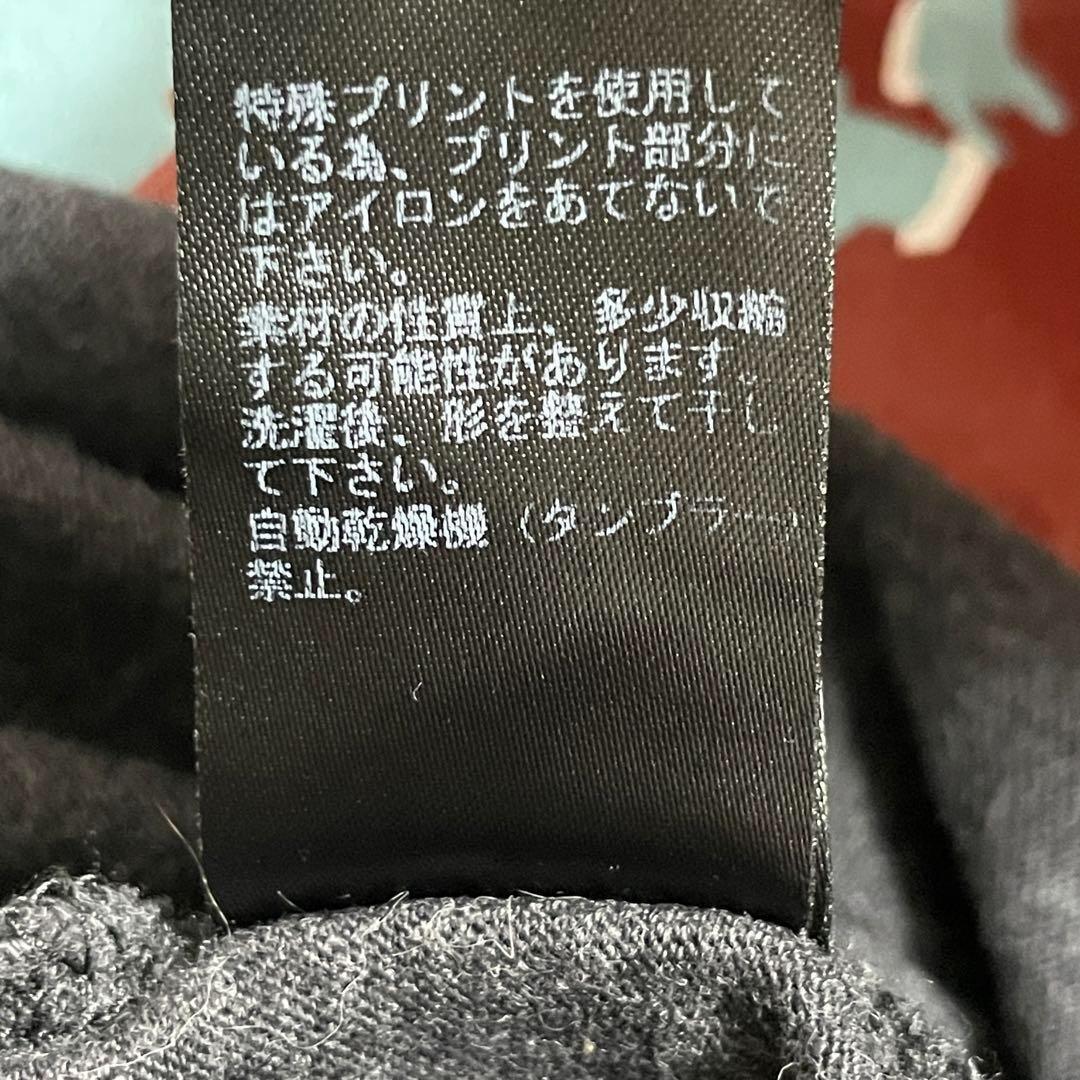 特殊プリントを使用して
いる為、プリント部分に
はアイロンをあてないで
下さい。
素材の性質上、多少収縮
する可能性があります。
洗濯後、形を整えて干し
て下さい。
自動乾燥機（タンブラー）
禁止。